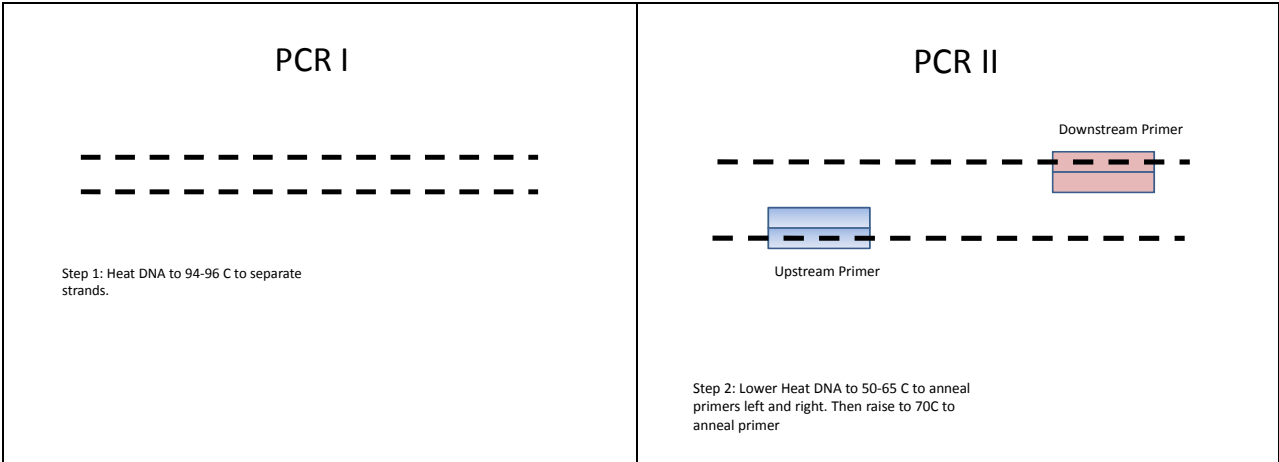 PCR I
Step 1: Heat DNA to 94-96 C to separate
strands.
PCR II
Downstream Primer
Upstream Primer
Step 2: Lower Heat DNA to 50-65 C to anneal
primers left and right. Then raise to 70C to
anneal primer